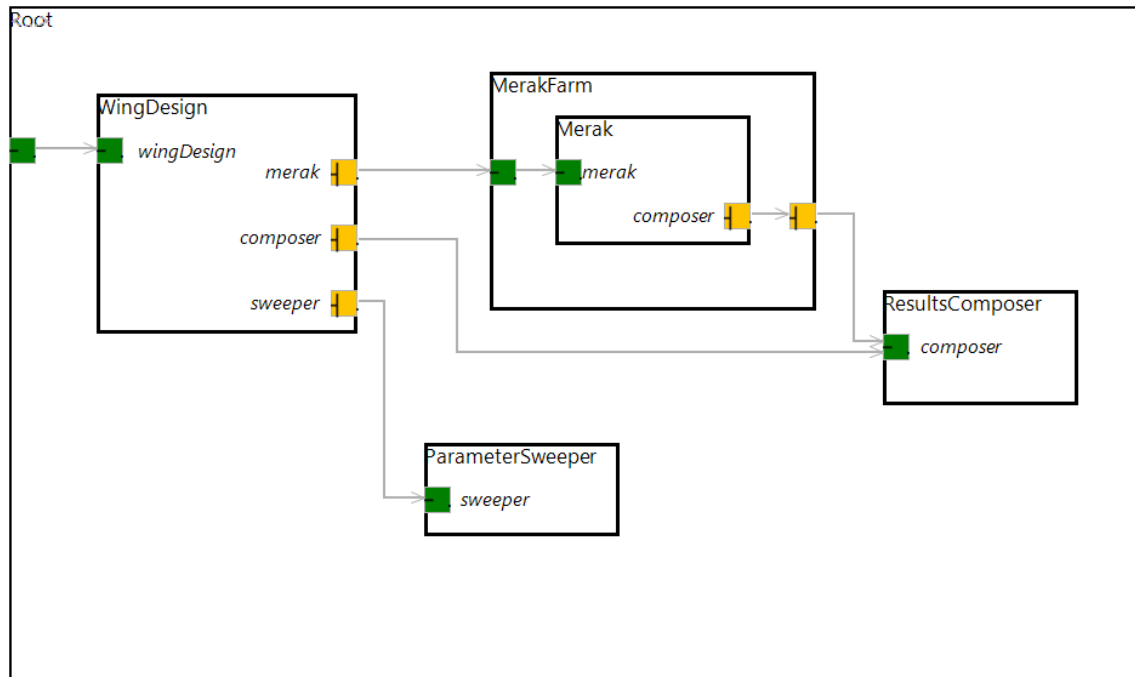 Root
WingDesign
wingDesign
merak
composer
sweeper
MerakFarm
Merak
merak
composer
ResultsComposer
composer
ParameterSweeper
sweeper